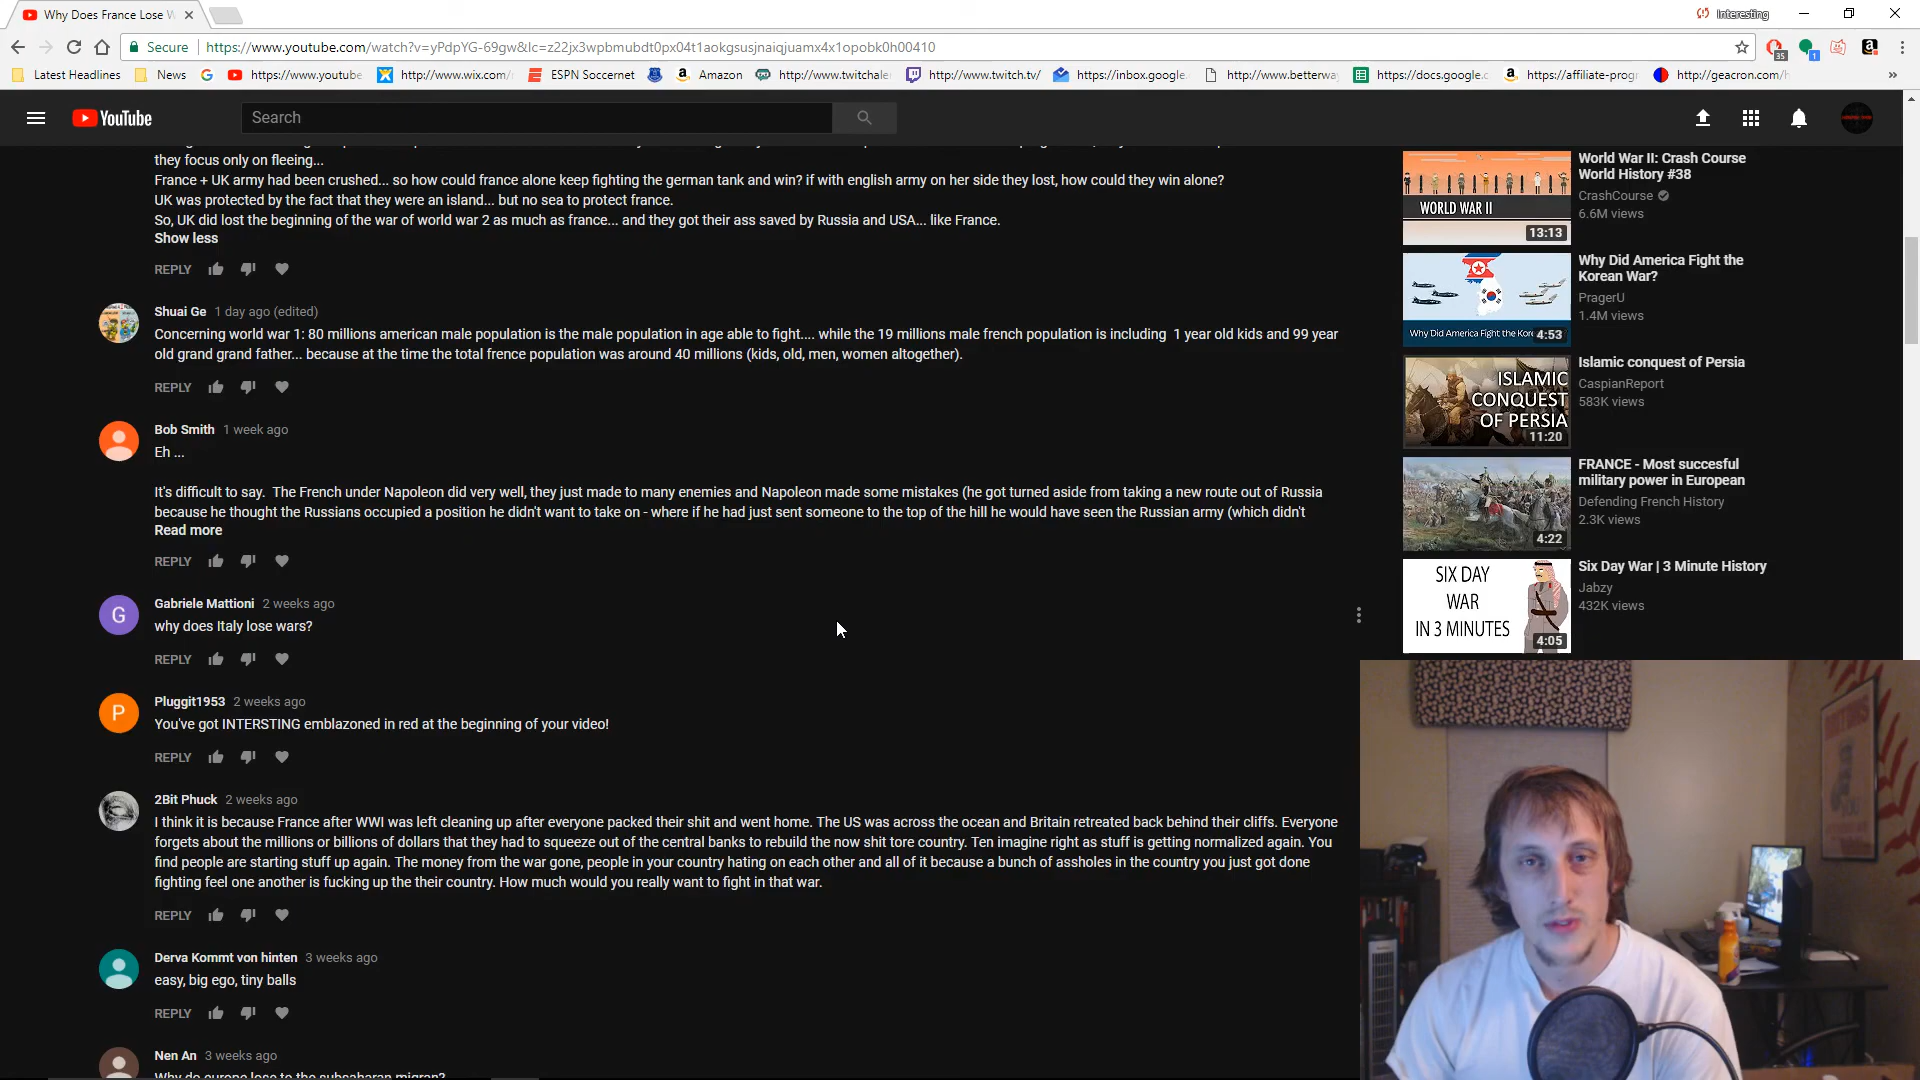 Why Does France Lose W
Interesting
Secure
https://www.youtube.com/watch?v=yPdpYG-69gw&lc=z22jx3wpbmubdt0px04t1aokgsusjnaiqjuamx4x1opobk0h00410
35
1
Latest Headlines
News
https://www.youtube
http://www.wix.com/
ESPN Soccernet
Amazon
http://www.twitchale
http://www.twitch.tv/
https://inbox.google.
http://www.betterwa
https://docs.google.c
https://affiliate-progr
http://geacron.com/h
YouTube
Search
they focus only on fleeing...
France + UK army had been crushed... so how could france alone keep fighting the german tank and win? if with english army on her side they lost, how could they win alone?
UK was protected by the fact that they were an island... but no sea to protect france.
So, UK did lost the beginning of the war of world war 2 as much as france... and they got their ass saved by Russia and USA... like France.
Show less
REPLY
Shuai Ge 1 day ago (edited)
Concerning world war 1: 80 millions american male population is the male population in age able to fight.... while the 19 millions male french population is including 1 year old kids and 99 year
old grand grand father... because at the time the total frence population was around 40 millions (kids, old, men, women altogether).
REPLY
Bob Smith 1 week ago
Eh ...
It's difficult to say. The French under Napoleon did very well, they just made to many enemies and Napoleon made some mistakes (he got turned aside from taking a new route out of Russia
because he thought the Russians occupied a position he didn't want to take on - where if he had just sent someone to the top of the hill he would have seen the Russian army (which didn't
Read more
REPLY
G
Gabriele Mattioni 2 weeks ago
why does Italy lose wars?
REPLY
P
Pluggit1953 2 weeks ago
You've got INTERSTING emblazoned in red at the beginning of your video!
REPLY
2Bit Phuck 2 weeks ago
I think it is because France after WWI was left cleaning up after everyone packed their shit and went home. The US was across the ocean and Britain retreated back behind their cliffs. Everyone
forgets about the millions or billions of dollars that they had to squeeze out of the central banks to rebuild the now shit tore country. Ten imagine right as stuff is getting normalized again. You
find people are starting stuff up again. The money from the war gone, people in your country hating on each other and all of it because a bunch of assholes in the country you just got done
fighting feel one another is fucking up the their country. How much would you really want to fight in that war.
REPLY
Derva Kommt von hinten 3 weeks ago
easy, big ego, tiny balls
REPLY
Nen An 3 weeks ago
Why do europe lose to the subsaharan migran?
WORLD WAR II
13:13
World War II: Crash Course
World History #38
CrashCourse
6.6M views
Why Did America Fight the Kore
4:53
Why Did America Fight the
Korean War?
PragerU
1.4M views
ISLAMIC
CONQUEST
OF PERSIA
11:20
Islamic conquest of Persia
CaspianReport
583K views
4:22
FRANCE - Most succesful
military power in European
Defending French History
2.3K views
SIX DAY
WAR
IN 3 MINUTES
4:05
Six Day War | 3 Minute History
Jabzy
432K views